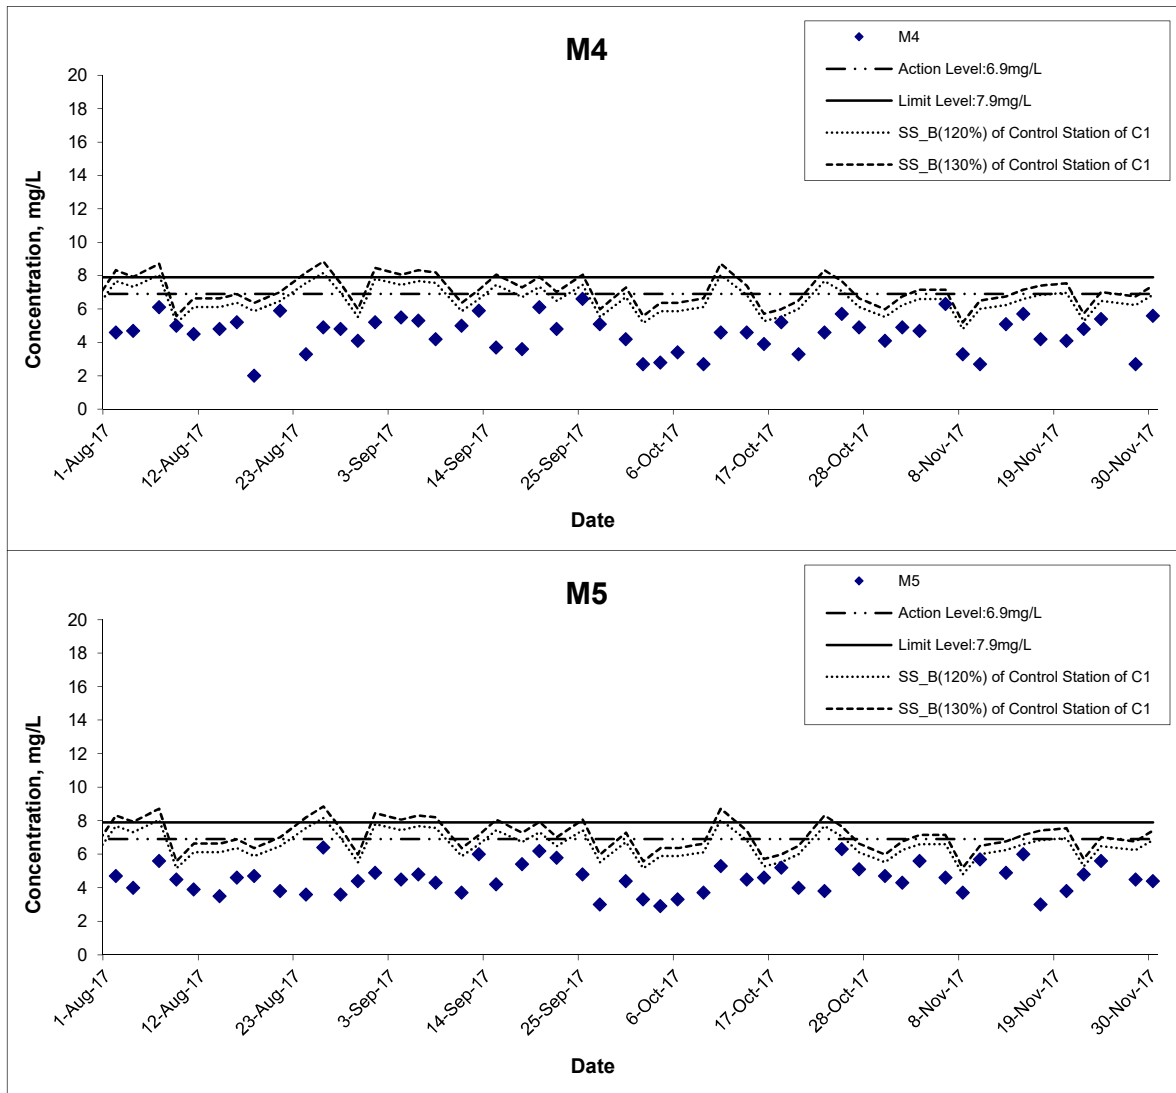 M4
M4
Action Level:6.9mg/L
Limit Level:7.9mg/L
SS_B(120%) of Control Station of C1
SS_B(130%) of Control Station of C1
Concentration, mg/L
20
18
16
14
12
10
8
6
4
2
0
1-Aug-17
12-Aug-17
23-Aug-17
3-Sep-17
14-Sep-17
25-Sep-17
6-Oct-17
17-Oct-17
28-Oct-17
8-Nov-17
19-Nov-17
30-Nov-17
Date
M5
M5
Action Level:6.9mg/L
Limit Level:7.9mg/L
SS_B(120%) of Control Station of C1
SS_B(130%) of Control Station of C1
Concentration, mg/L
20
18
16
14
12
10
8
6
4
2
0
1-Aug-17
12-Aug-17
23-Aug-17
3-Sep-17
14-Sep-17
25-Sep-17
6-Oct-17
17-Oct-17
28-Oct-17
8-Nov-17
19-Nov-17
30-Nov-17
Date